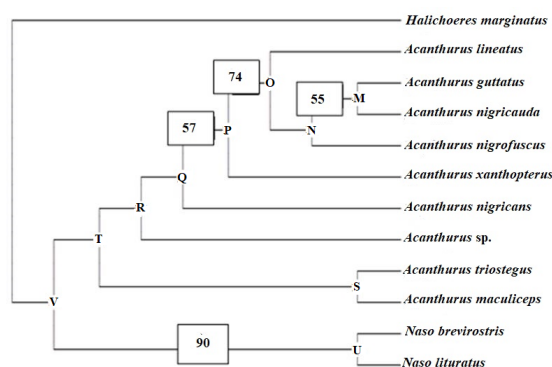 Halichoeres marginatus
Acanthurus lineatus
74
O
Acanthurus guttatus
55
M
Acanthurus nigricauda
57
P
N
Acanthurus nigrofuscus
Q
Acanthurus xanthopterus
R
Acanthurus nigricans
T
Acanthurus sp.
S
Acanthurus triostegus
V
Acanthurus maculiceps
90
U
Naso brevirostris
Naso lituratus